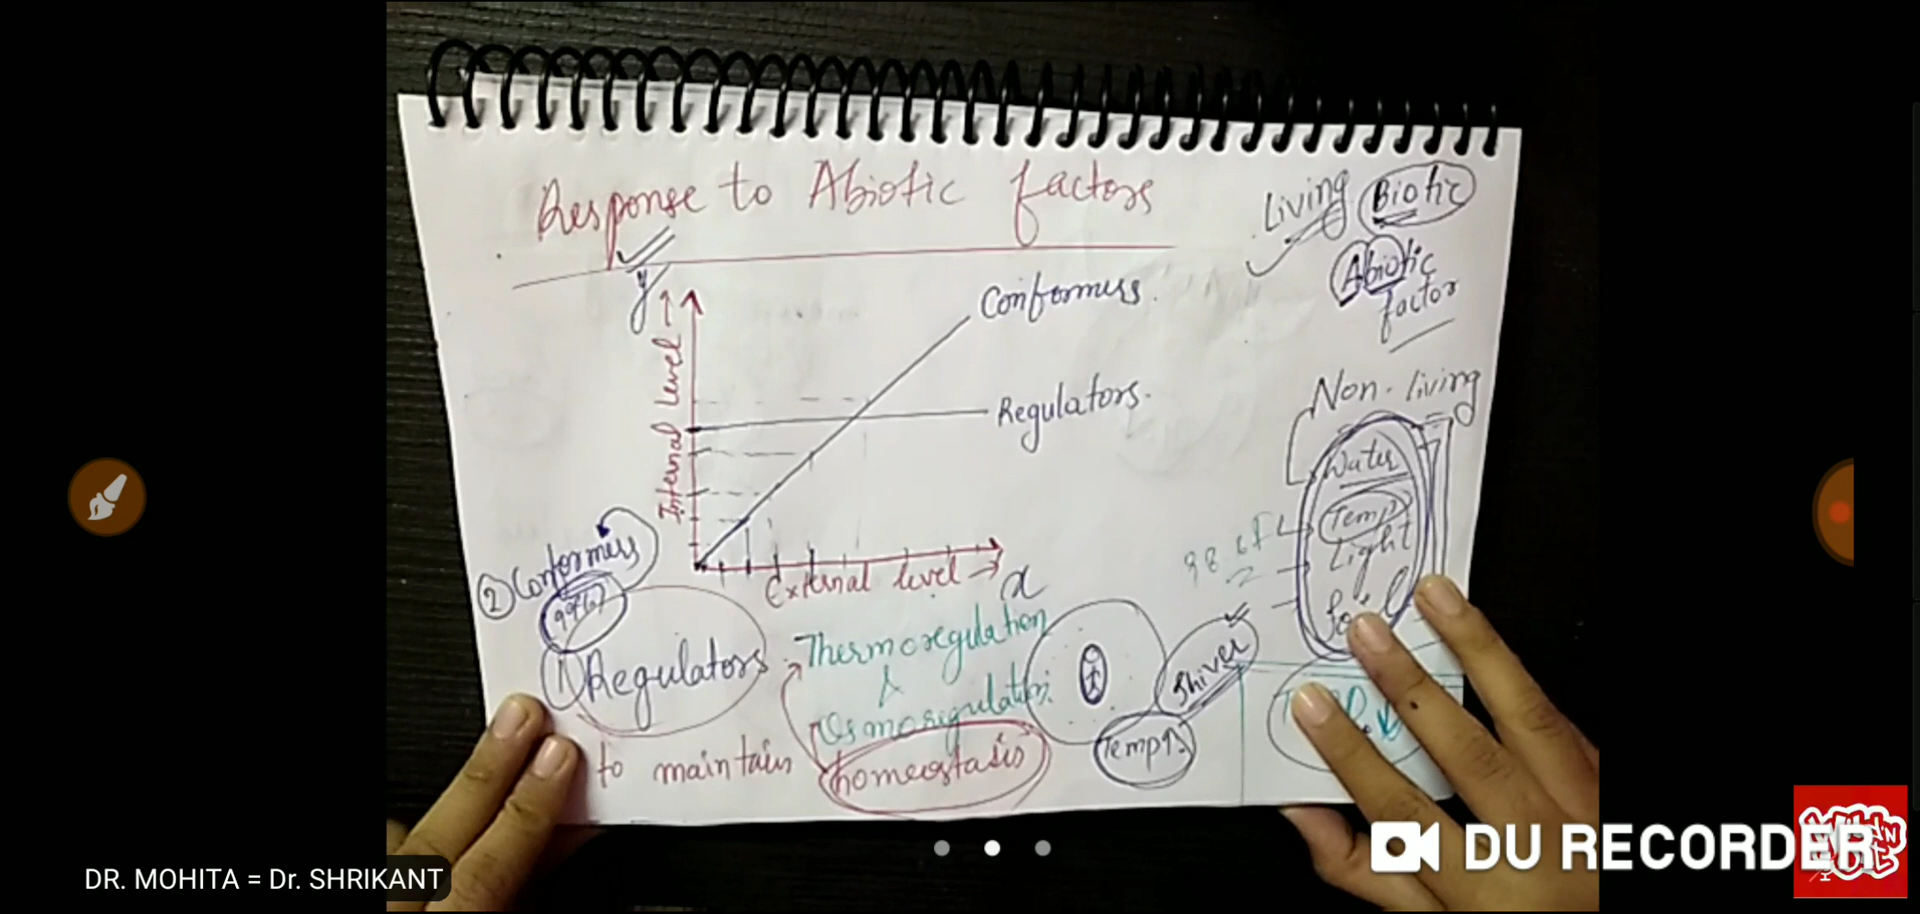 Response to Abiotic factors
Living Biotic
Abiotic
factor
y
Conformers.
Internal level →
Regulators.
Non-living
Water
Temp
Light
98.6F
External level → x
② Conformers
99%
① Regulators
Thermoregulation
&
Osmoregulation
Shiver
Temp↑
to maintain homeostasis
DU RECORDER
DR. MOHITA = Dr. SHRIKANT